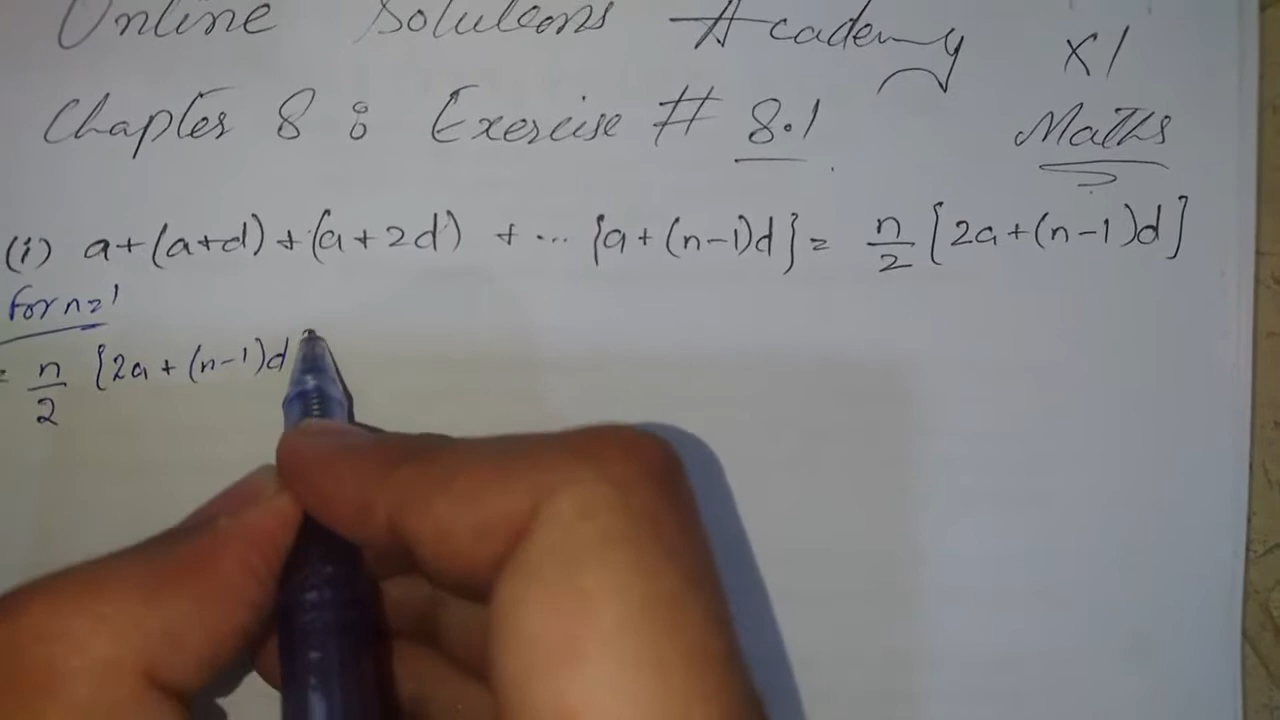 Online Solutions Academy XI
Chapter 8 : Exercise # 8.1 Maths
(i) a+(a+d)+(a+2d) + ... {a+(n-1)d} = n/2 [2a+(n-1)d]
For n=1
= n/2 {2a+(n-1)d